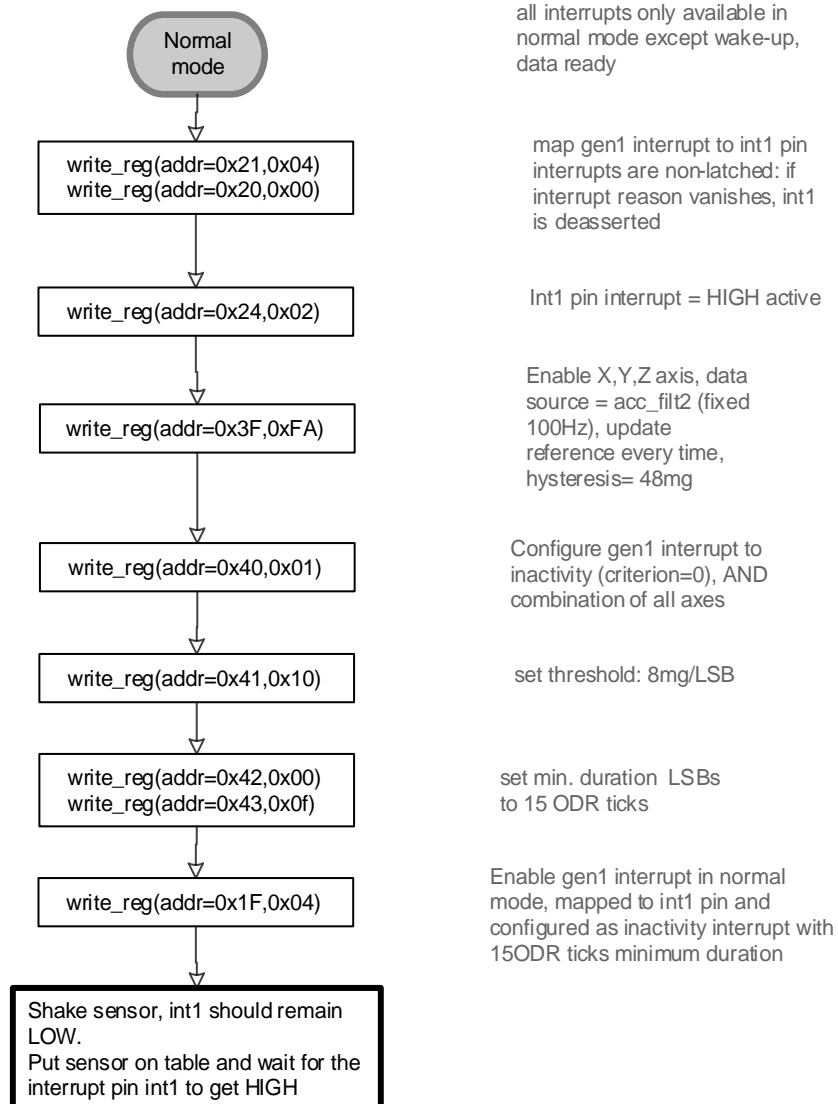 all interrupts only available in
normal mode except wake-up,
data ready
Normal
mode
write_reg(addr=0x21,0x04)
write_reg(addr=0x20,0x00)
map gen1 interrupt to int1 pin
interrupts are non-latched: if
interrupt reason vanishes, int1
is deasserted
write_reg(addr=0x24,0x02)
Int1 pin interrupt = HIGH active
write_reg(addr=0x3F,0xFA)
Enable X,Y,Z axis, data
source = acc_filt2 (fixed
100Hz), update
reference every time,
hysteresis= 48mg
write_reg(addr=0x40,0x01)
Configure gen1 interrupt to
inactivity (criterion=0), AND
combination of all axes
write_reg(addr=0x41,0x10)
set threshold: 8mg/LSB
write_reg(addr=0x42,0x00)
write_reg(addr=0x43,0x0f)
set min. duration LSBs
to 15 ODR ticks
write_reg(addr=0x1F,0x04)
Enable gen1 interrupt in normal
mode, mapped to int1 pin and
configured as inactivity interrupt with
15ODR ticks minimum duration
Shake sensor, int1 should remain
LOW.
Put sensor on table and wait for the
interrupt pin int1 to get HIGH